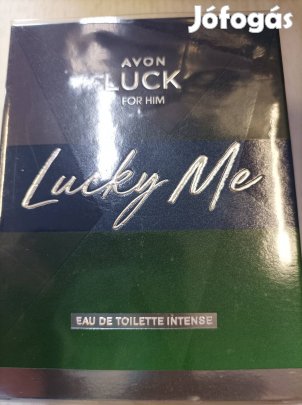 Jófogás
AVON
LUCK
FOR HIM
Lucky Me
EAU DE TOILETTE INTENSE